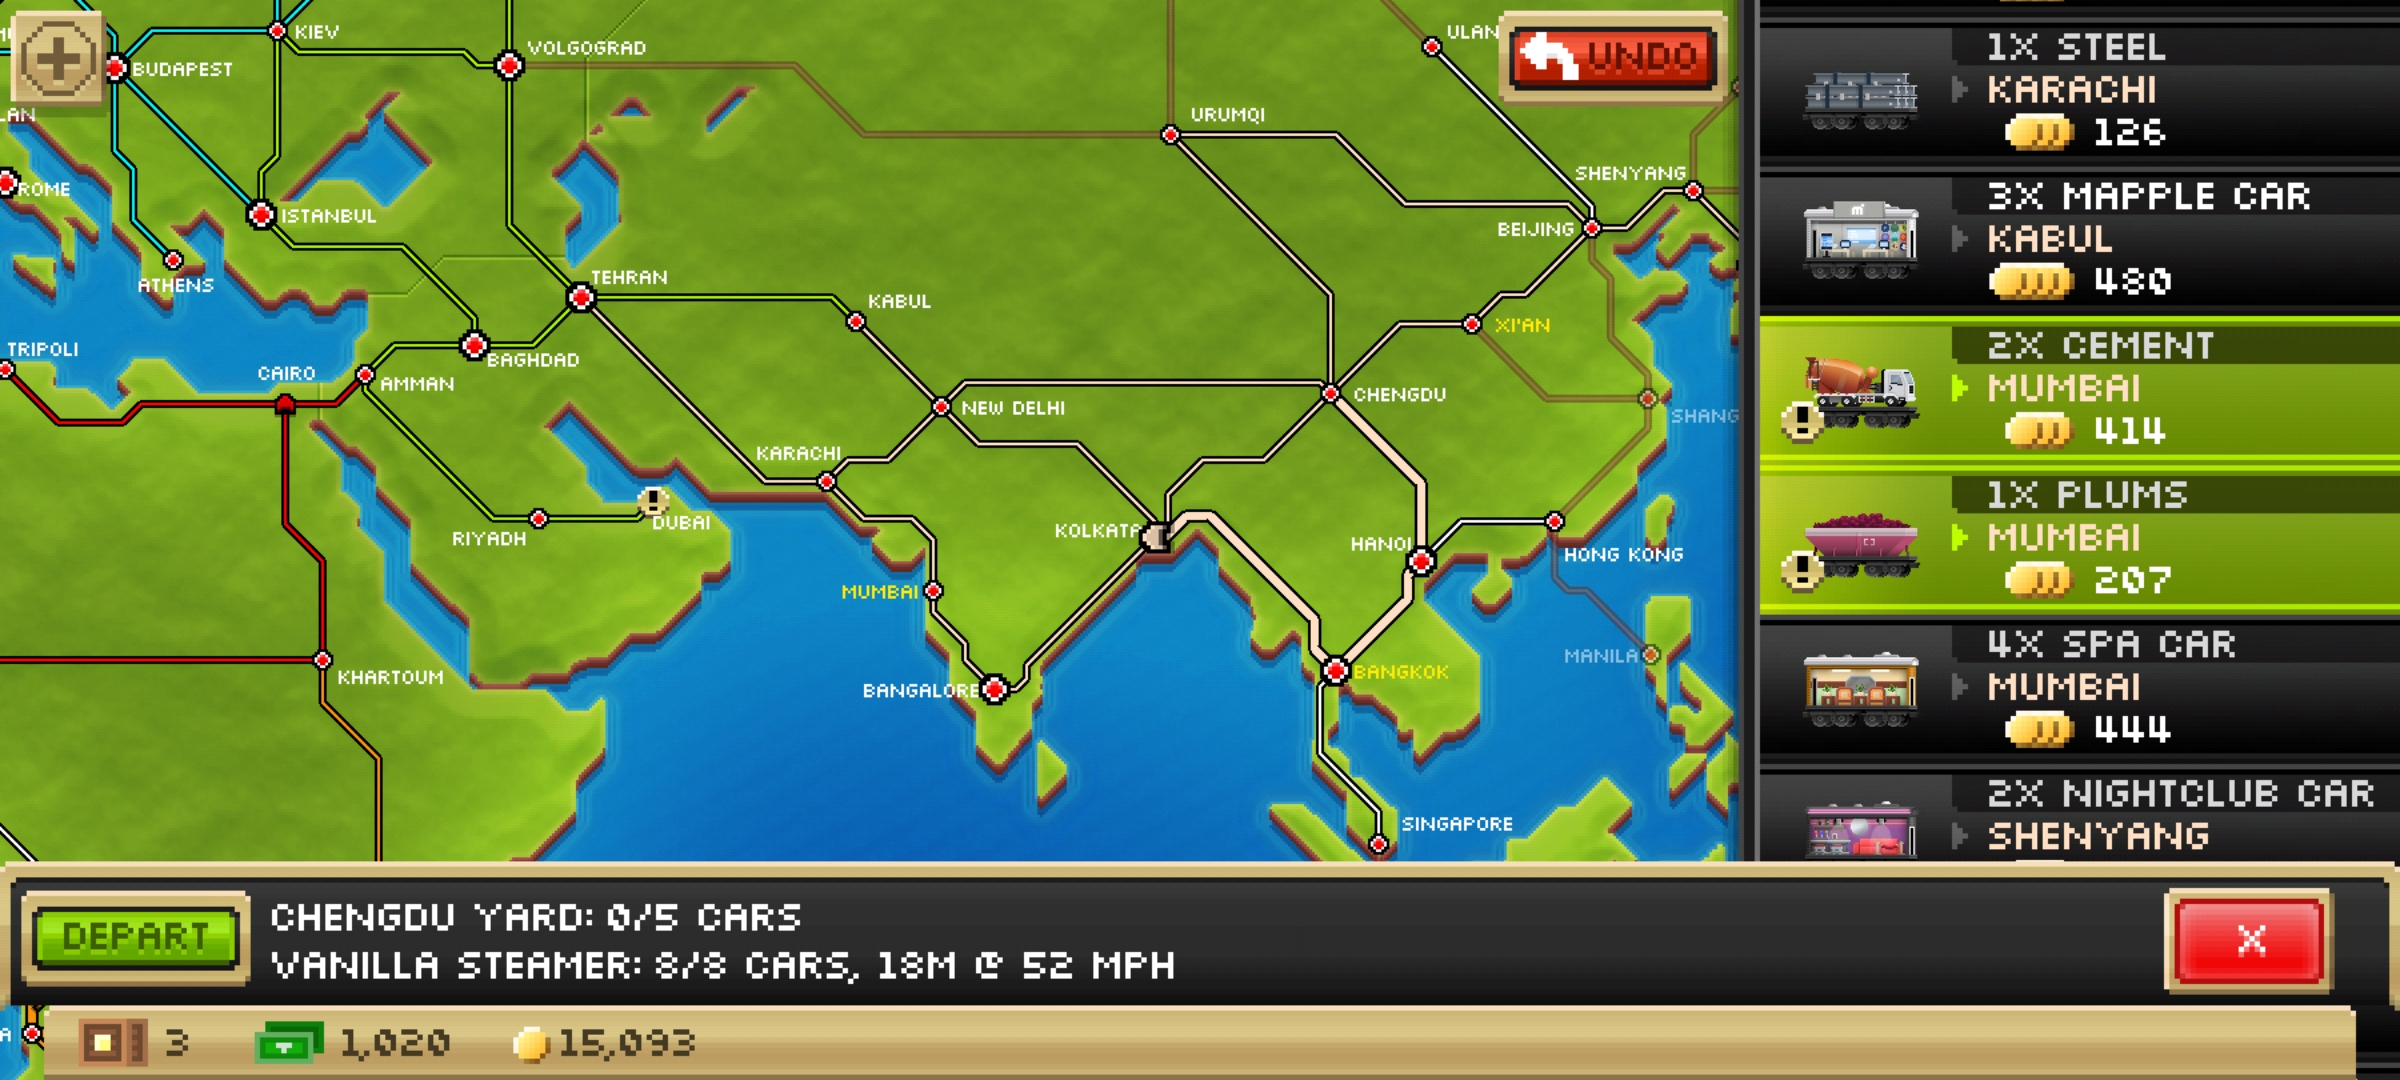 KIEV
VOLGOGRAD
BUDAPEST
LAN
ROME
ISTANBUL
ATHENS
TEHRAN
KABUL
TRIPOLI
CAIRO
AMMAN
BAGHDAD
KARACHI
NEW DELHI
RIYADH
DUBAI
KHARTOUM
MUMBAI
BANGALORE
KOLKATA
URUMQI
ULAN
UNDO
SHENYANG
BEIJING
XI'AN
CHENGDU
SHANG
HANOI
HONG KONG
MANILA
BANGKOK
SINGAPORE
1X STEEL
KARACHI
126
3X MAPPLE CAR
KABUL
480
2X CEMENT
MUMBAI
414
1X PLUMS
MUMBAI
207
4X SPA CAR
MUMBAI
444
2X NIGHTCLUB CAR
SHENYANG
DEPART
CHENGDU YARD: 0/5 CARS
VANILLA STEAMER: 8/8 CARS, 18M @ 52 MPH
X
A
3
1,020
15,093